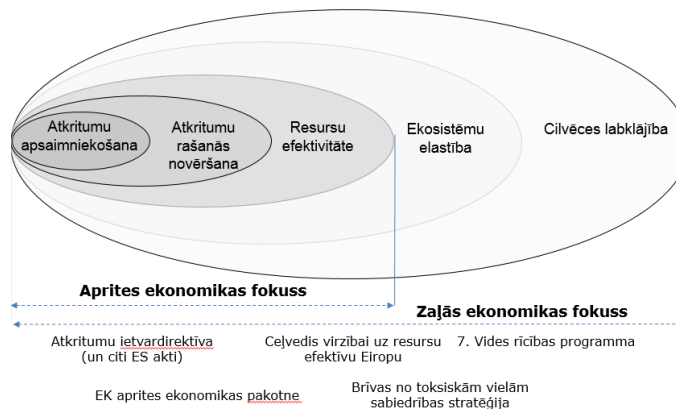 Atkritumu
apsaimniekošana
Atkritumu
rašanās
novēršana
Resursu
efektivitāte
Ekosistēmu
elastība
Cilvēces labklājība
Aprites ekonomikas fokuss
Zaļās ekonomikas fokuss
Atkritumu ietvardirektīva
(un citi ES akti)
Ceļvedis virzībai uz resursu
efektīvu Eiropu
7. Vides rīcības programma
EK aprites ekonomikas pakotne
Brīvas no toksiskām vielām
sabiedrības stratēģija